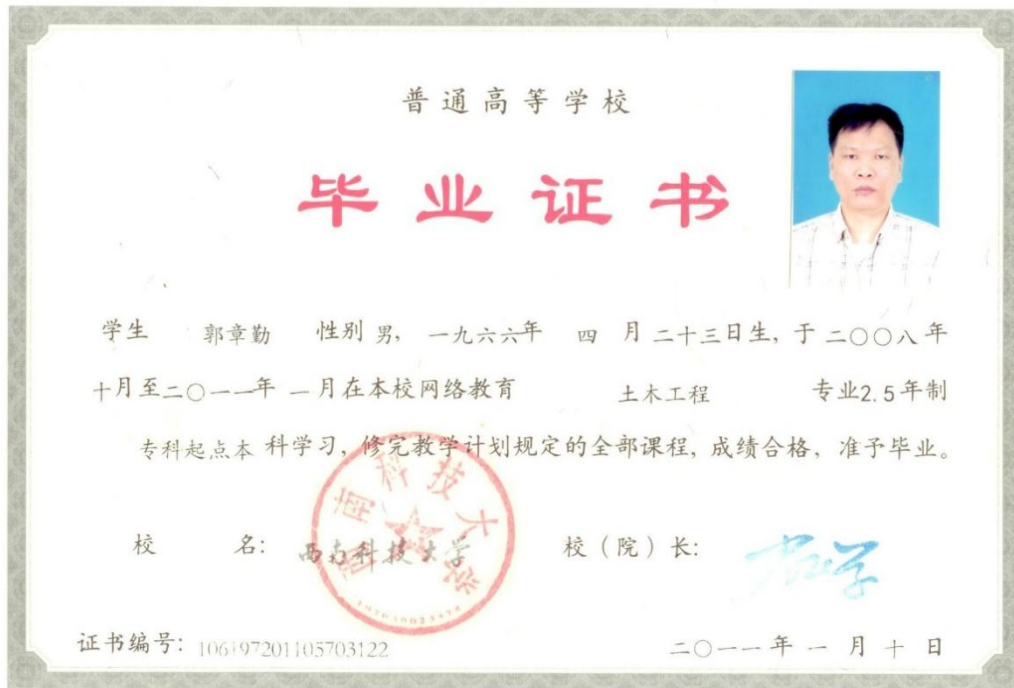 普通高等学校
毕业证书
学生 郭章勤 性别 男, 一九六六年 四 月 二十三日生, 于 二〇〇八 年
十月至二〇一一年 一月在本校网络教育 土木工程 专业2.5年制
专科起点本 科学习, 修完教学计划规定的全部课程, 成绩合格, 准予毕业。
西南科技大学
校 名: 西南科技大学 校(院)长:
证书编号: 106197201105703122 二〇一一年 一 月 十 日